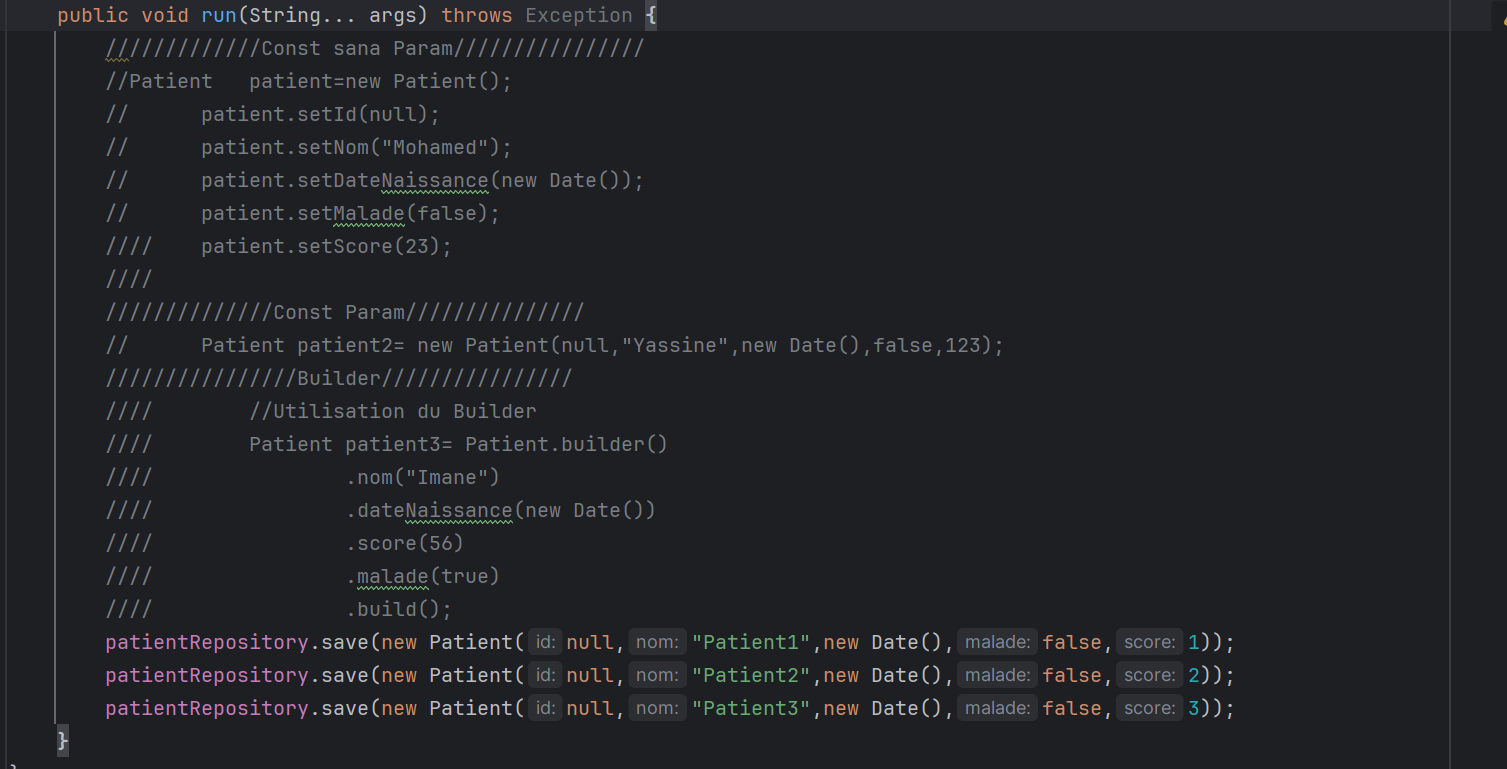 public void run(String... args) throws Exception {
/////////////Const sana Param////////////////
//Patient   patient=new Patient();
//      patient.setId(null);
//      patient.setNom("Mohamed");
//      patient.setDateNaissance(new Date());
//      patient.setMalade(false);
////    patient.setScore(23);
////
//////////////Const Param///////////////
//      Patient patient2= new Patient(null,"Yassine",new Date(),false,123);
////////////////Builder////////////////
////        //Utilisation du Builder
////        Patient patient3= Patient.builder()
////                .nom("Imane")
////                .dateNaissance(new Date())
////                .score(56)
////                .malade(true)
////                .build();
patientRepository.save(new Patient( id: null, nom: "Patient1",new Date(), malade: false, score: 1));
patientRepository.save(new Patient( id: null, nom: "Patient2",new Date(), malade: false, score: 2));
patientRepository.save(new Patient( id: null, nom: "Patient3",new Date(), malade: false, score: 3));
}